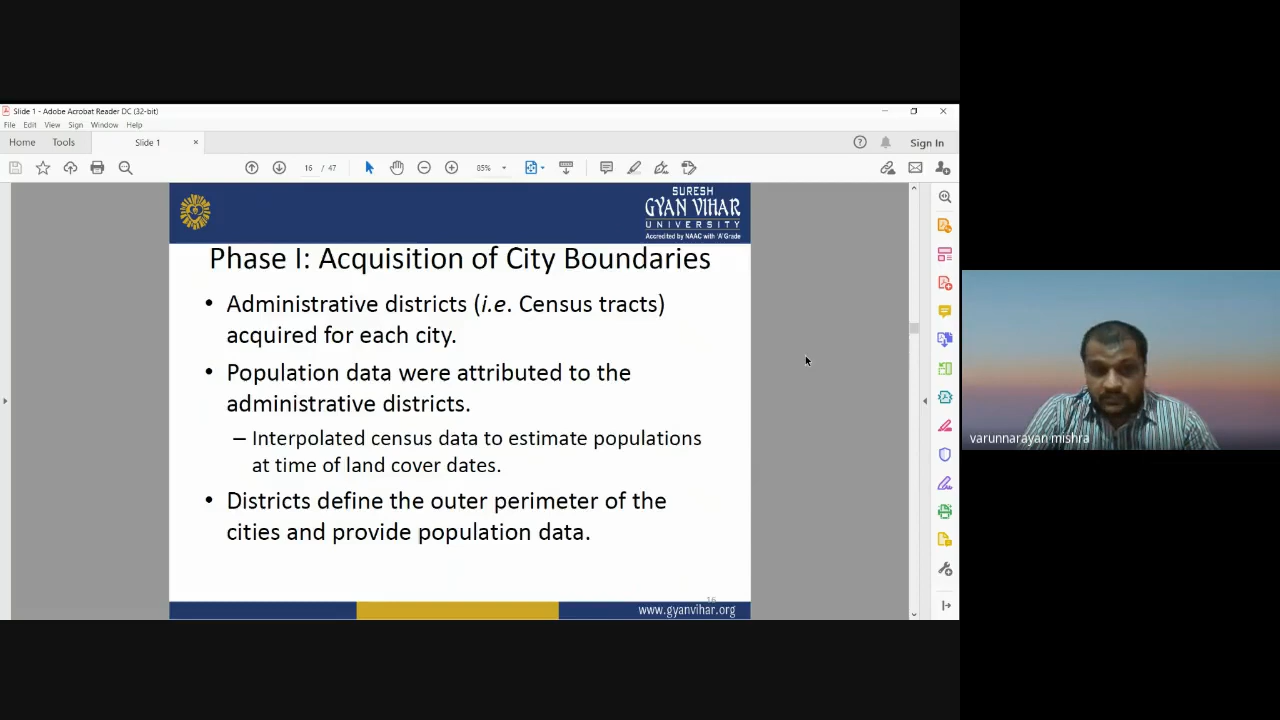 Slide 1 - Adobe Acrobat Reader DC (32-bit)
File Edit View Sign Window Help
Home Tools Slide 1 × Sign In
16 / 47 85%
SURESH
GYAN VIHAR
UNIVERSITY
Accredited by NAAC with 'A' Grade
Phase I: Acquisition of City Boundaries
• Administrative districts (i.e. Census tracts)
acquired for each city.
• Population data were attributed to the
administrative districts.
– Interpolated census data to estimate populations
at time of land cover dates.
• Districts define the outer perimeter of the
cities and provide population data.
16
www.gyanvihar.org
varunnarayan mishra